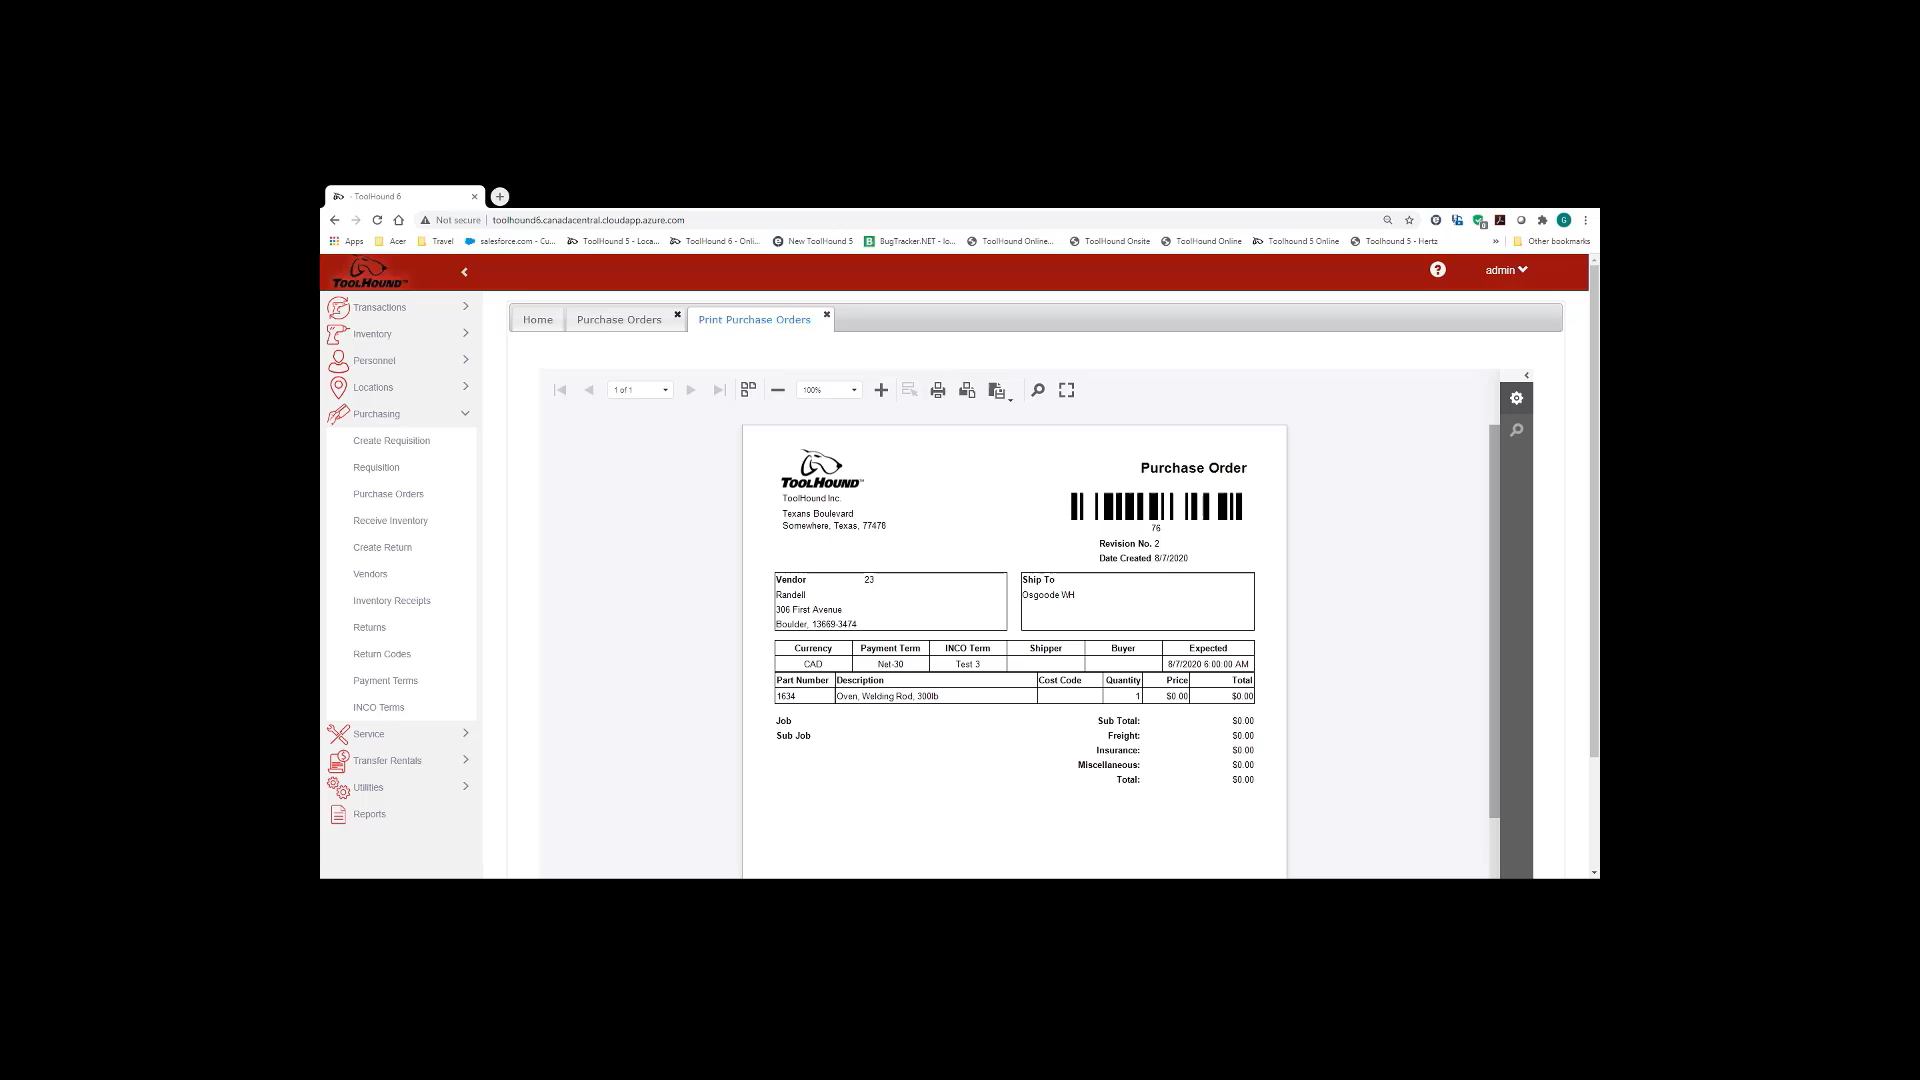 - ToolHound 6
Not secure | toolhound6.canadacentral.cloudapp.azure.com
Apps Acer Travel salesforce.com - Cu... ToolHound 5 - Loca... ToolHound 6 - Onli... New ToolHound 5 BugTracker.NET - lo... ToolHound Online... ToolHound Onsite ToolHound Online Toolhound 5 Online Toolhound 5 - Hertz » Other bookmarks
TOOLHOUND™
? admin
Transactions
Inventory
Personnel
Locations
Purchasing
Create Requisition
Requisition
Purchase Orders
Receive Inventory
Create Return
Vendors
Inventory Receipts
Returns
Return Codes
Payment Terms
INCO Terms
Service
Transfer Rentals
Utilities
Reports
Home Purchase Orders Print Purchase Orders
1 of 1 100%
TOOLHOUND™
ToolHound Inc.
Texans Boulevard
Somewhere, Texas, 77478
Purchase Order
76
Revision No. 2
Date Created 8/7/2020
Vendor 23
Randell
306 First Avenue
Boulder, 13669-3474
Ship To
Osgoode WH
Currency Payment Term INCO Term Shipper Buyer Expected
CAD Net-30 Test 3 8/7/2020 6:00:00 AM
Part Number Description Cost Code Quantity Price Total
1634 Oven, Welding Rod, 300lb 1 $0.00 $0.00
Job
Sub Job
Sub Total: $0.00
Freight: $0.00
Insurance: $0.00
Miscellaneous: $0.00
Total: $0.00